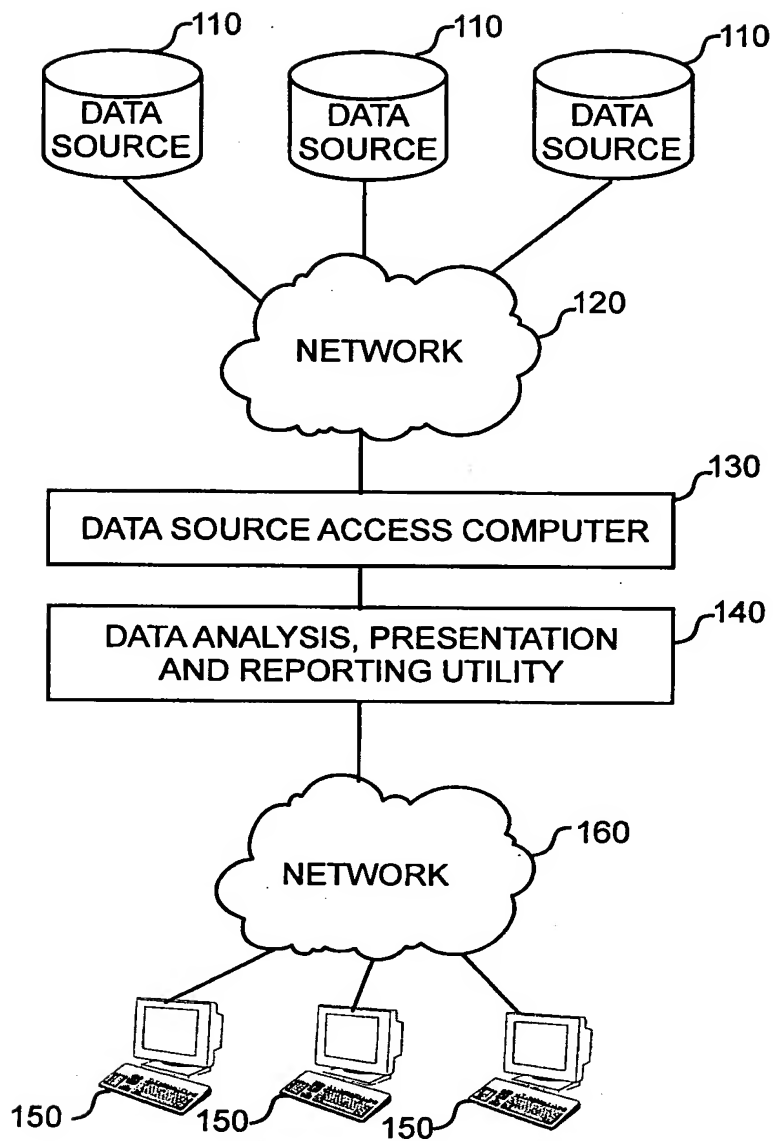 110
110
110
DATA
SOURCE
DATA
SOURCE
DATA
SOURCE
120
NETWORK
130
DATA SOURCE ACCESS COMPUTER
140
DATA ANALYSIS, PRESENTATION
AND REPORTING UTILITY
160
NETWORK
150
150
150